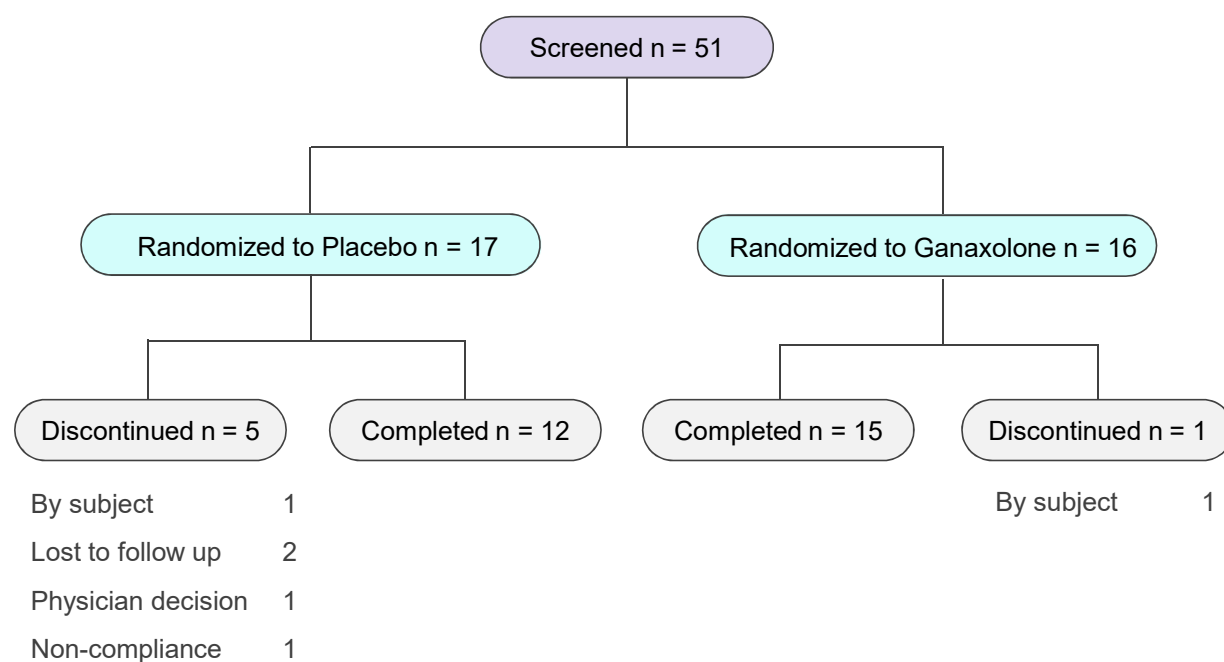 Screened n = 51
Randomized to Placebo n = 17
Randomized to Ganaxolone n = 16
Discontinued n = 5
Completed n = 12
Completed n = 15
Discontinued n = 1
By subject 1
Lost to follow up 2
Physician decision 1
Non-compliance 1
By subject 1